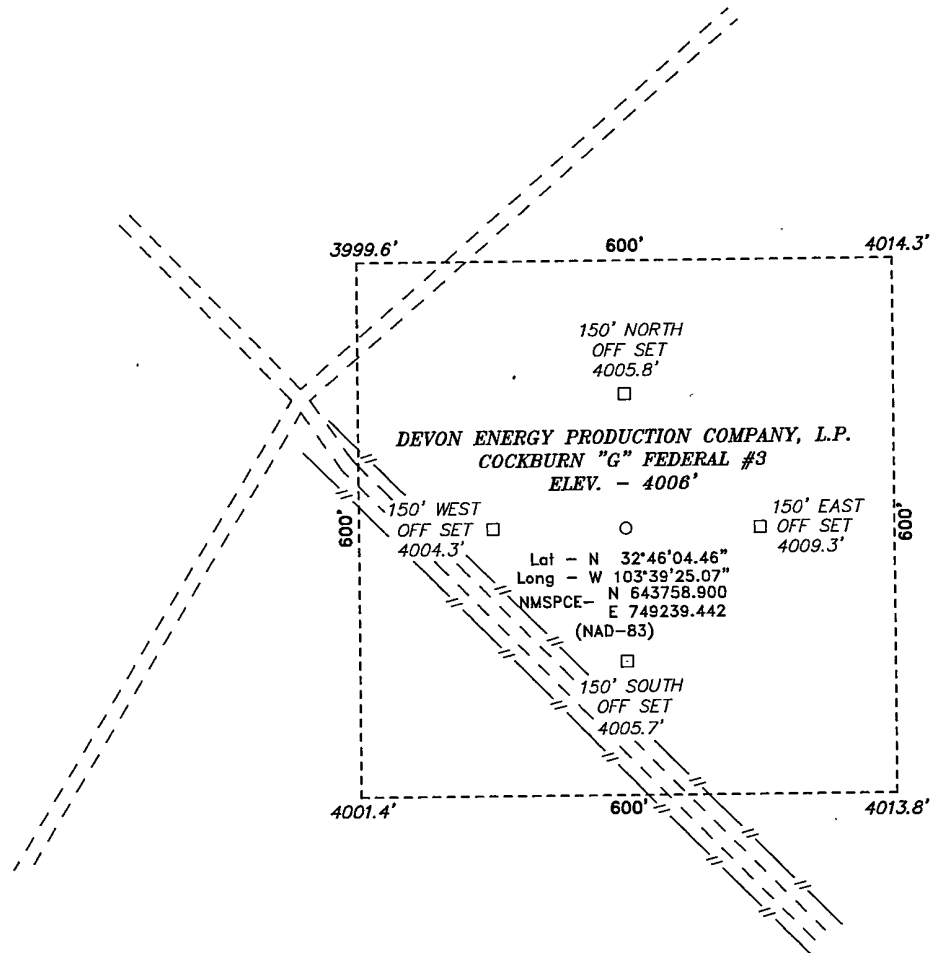 3999.6'
600'
4014.3'
150' NORTH
OFF SET
4005.8'
DEVON ENERGY PRODUCTION COMPANY, L.P.
COCKBURN "G" FEDERAL #3
ELEV. - 4006'
600'
150' WEST
OFF SET
4004.3'
150' EAST
OFF SET
4009.3'
600'
Lat - N 32°46'04.46"
Long - W 103°39'25.07"
NMSPCE- N 643758.900
E 749239.442
(NAD-83)
150' SOUTH
OFF SET
4005.7'
4001.4'
600'
4013.8'